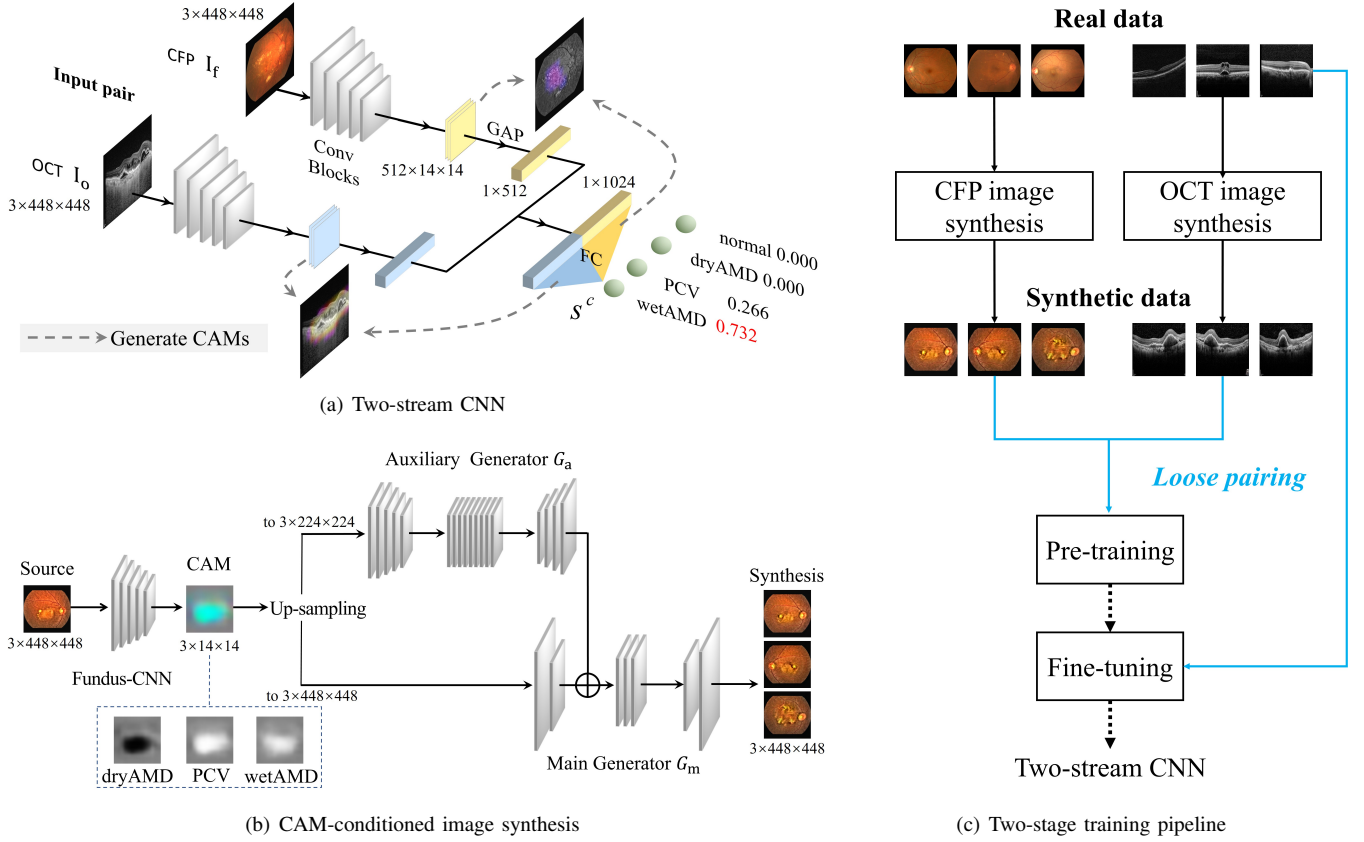 3×448×448
CFP I_f
Input pair
OCT I_o
3×448×448
Conv
Blocks
512×14×14
GAP
1×512
1×1024
FC
S^c
normal 0.000
dryAMD 0.000
PCV 0.266
wetAMD 0.732
Generate CAMs
(a) Two-stream CNN
Auxiliary Generator G_a
to 3×224×224
Source
CAM
Up-sampling
3×448×448
3×14×14
Fundus-CNN
to 3×448×448
dryAMD
PCV
wetAMD
Synthesis
3×448×448
Main Generator G_m
(b) CAM-conditioned image synthesis
Real data
CFP image
synthesis
OCT image
synthesis
Synthetic data
Loose pairing
Pre-training
Fine-tuning
Two-stream CNN
(c) Two-stage training pipeline